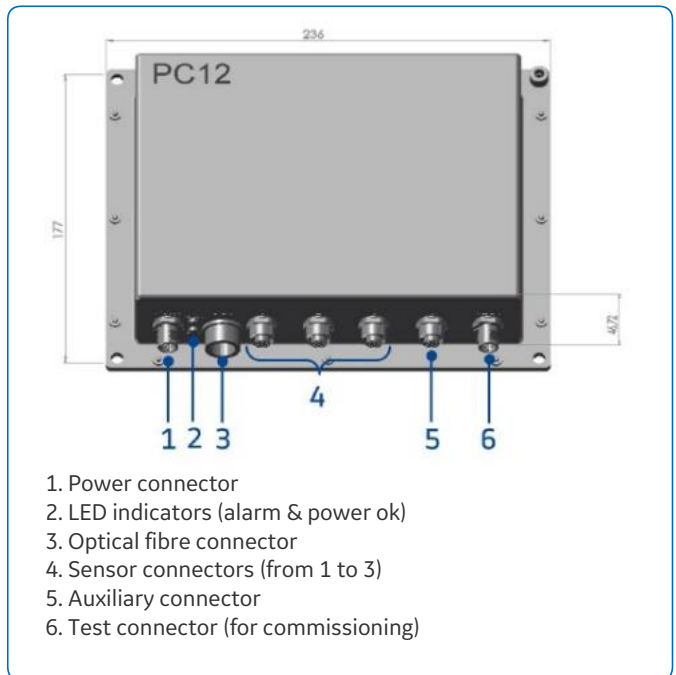 236
PC12
177
41,72
1 2 3 4 5 6
1. Power connector
2. LED indicators (alarm & power ok)
3. Optical fibre connector
4. Sensor connectors (from 1 to 3)
5. Auxiliary connector
6. Test connector (for commissioning)